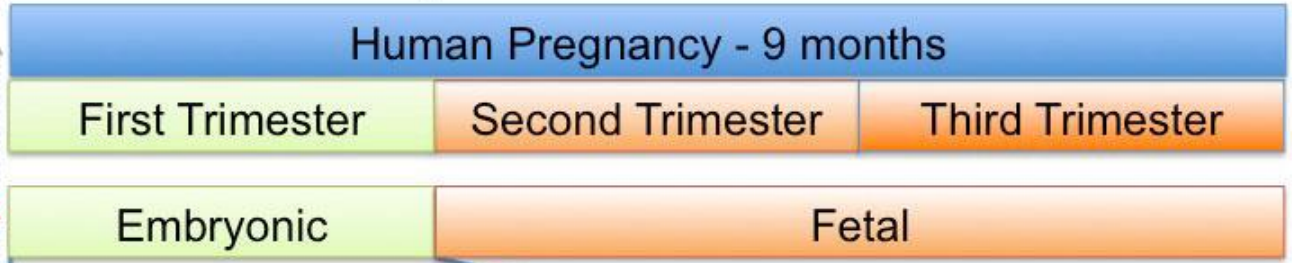 Human Pregnancy - 9 months
First Trimester Second Trimester Third Trimester
Embryonic Fetal